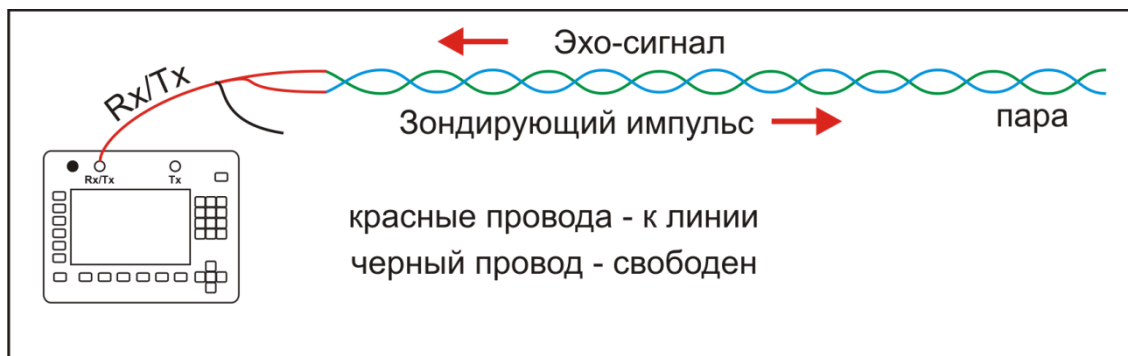 Эхо-сигнал
Rx/Tx
Зондирующий импульс
пара
Rx/Tx
Tx
красные провода - к линии
черный провод - свободен